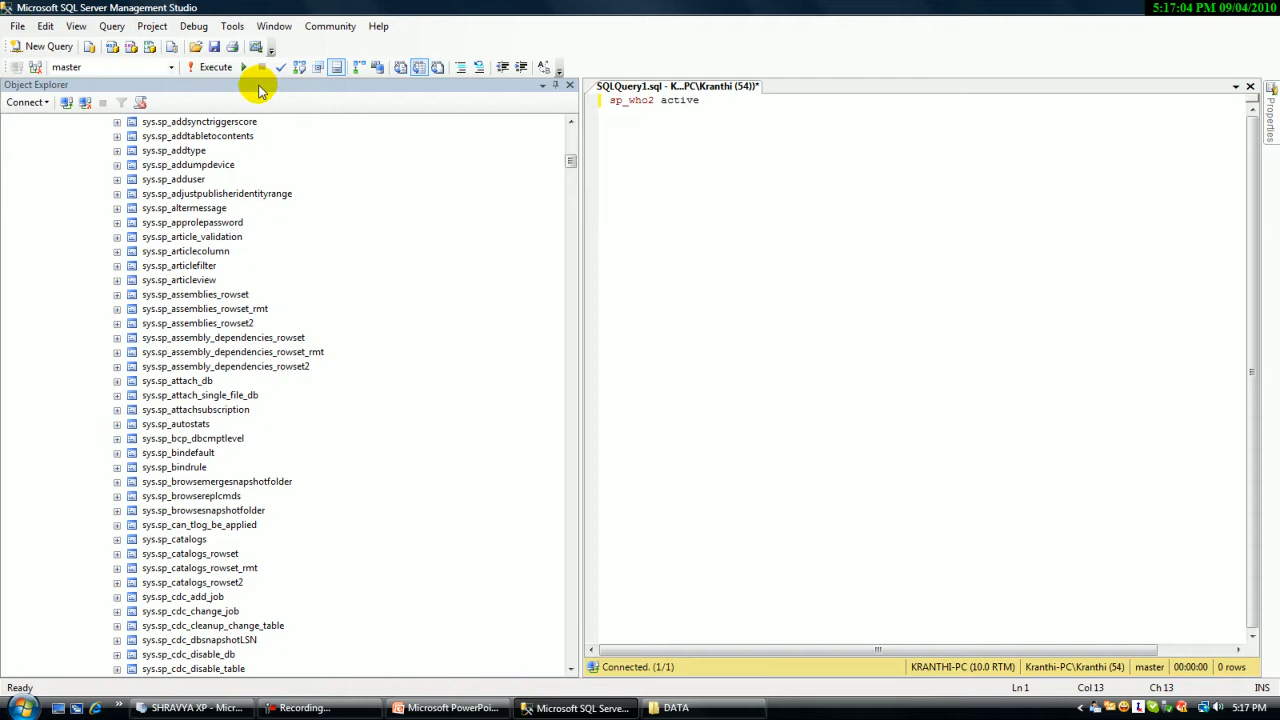 Microsoft SQL Server Management Studio
5:17:04 PM 09/04/2010
File Edit View Query Project Debug Tools Window Community Help
New Query
master Execute
Object Explorer
Connect
sys.sp_addsynctriggerscore
sys.sp_addtabletocontents
sys.sp_addtype
sys.sp_addumpdevice
sys.sp_adduser
sys.sp_adjustpublisheridentityrange
sys.sp_altermessage
sys.sp_approlepassword
sys.sp_article_validation
sys.sp_articlecolumn
sys.sp_articlefilter
sys.sp_articleview
sys.sp_assemblies_rowset
sys.sp_assemblies_rowset_rmt
sys.sp_assemblies_rowset2
sys.sp_assembly_dependencies_rowset
sys.sp_assembly_dependencies_rowset_rmt
sys.sp_assembly_dependencies_rowset2
sys.sp_attach_db
sys.sp_attach_single_file_db
sys.sp_attachsubscription
sys.sp_autostats
sys.sp_bcp_dbcmptlevel
sys.sp_bindefault
sys.sp_bindrule
sys.sp_browsemergesnapshotfolder
sys.sp_browsereplcmds
sys.sp_browsesnapshotfolder
sys.sp_can_tlog_be_applied
sys.sp_catalogs
sys.sp_catalogs_rowset
sys.sp_catalogs_rowset_rmt
sys.sp_catalogs_rowset2
sys.sp_cdc_add_job
sys.sp_cdc_change_job
sys.sp_cdc_cleanup_change_table
sys.sp_cdc_dbsnapshotLSN
sys.sp_cdc_disable_db
sys.sp_cdc_disable_table
SQLQuery1.sql - K...PC\Kranthi (54))*
sp_who2 active
Properties
Connected. (1/1) KRANTHI-PC (10.0 RTM) Kranthi-PC\Kranthi (54) master 00:00:00 0 rows
Ready Ln 1 Col 13 Ch 13 INS
SHRAVYA XP - Micr... Recording... Microsoft PowerPoi... Microsoft SQL Serve... DATA 5:17 PM